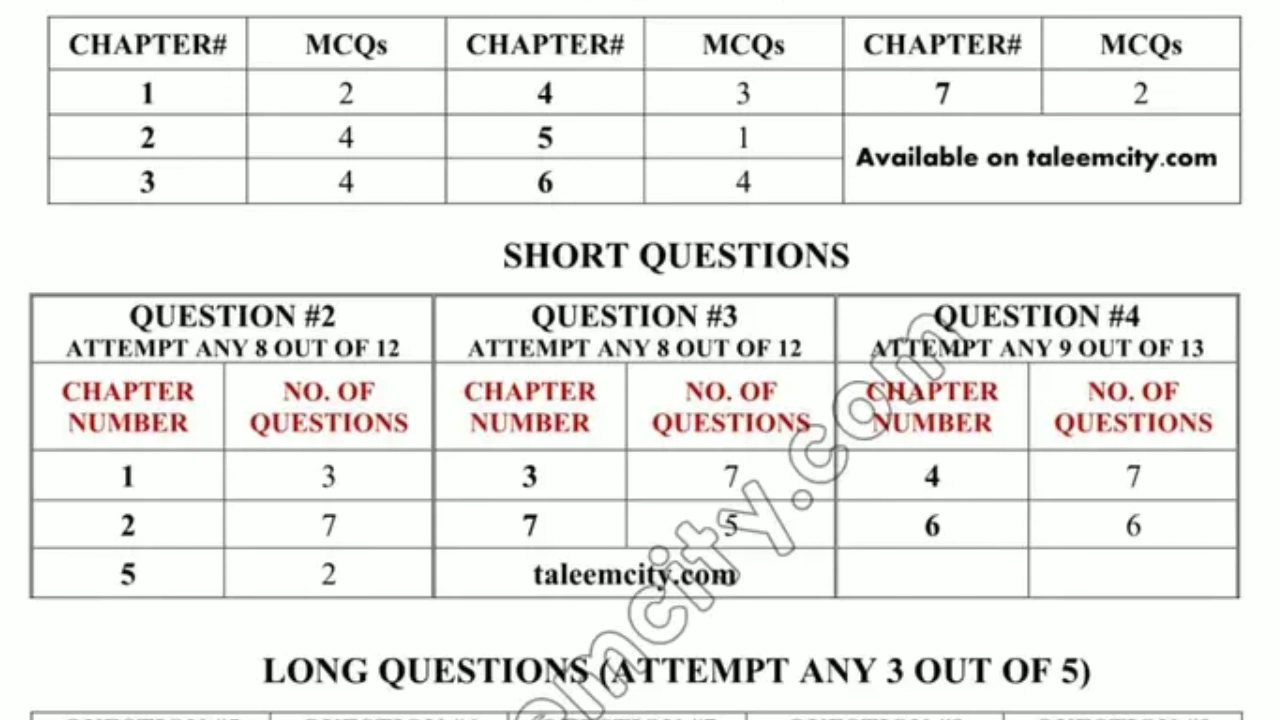 CHAPTER# MCQs CHAPTER# MCQs CHAPTER# MCQs
1 2 4 3 7 2
2 4 5 1
Available on taleemcity.com
3 4 6 4
SHORT QUESTIONS
QUESTION #2 QUESTION #3 QUESTION #4
ATTEMPT ANY 8 OUT OF 12 ATTEMPT ANY 8 OUT OF 12 ATTEMPT ANY 9 OUT OF 13
CHAPTER NO. OF CHAPTER NO. OF CHAPTER NO. OF
NUMBER QUESTIONS NUMBER QUESTIONS NUMBER QUESTIONS
1 3 3 7 4 7
2 7 7 5 6 6
5 2 taleemcity.com
LONG QUESTIONS (ATTEMPT ANY 3 OUT OF 5)